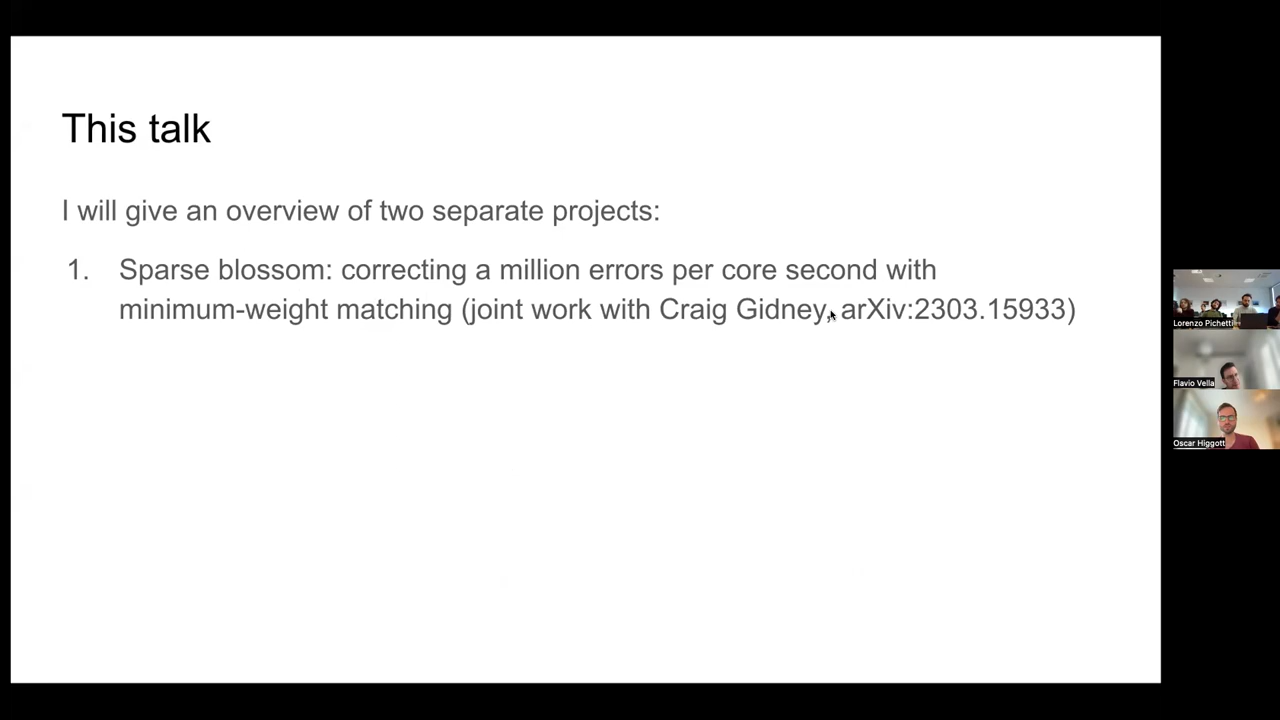 This talk
I will give an overview of two separate projects:
1. Sparse blossom: correcting a million errors per core second with
minimum-weight matching (joint work with Craig Gidney, arXiv:2303.15933)
Lorenzo Pichetti
Flavio Vella
Oscar Higgott